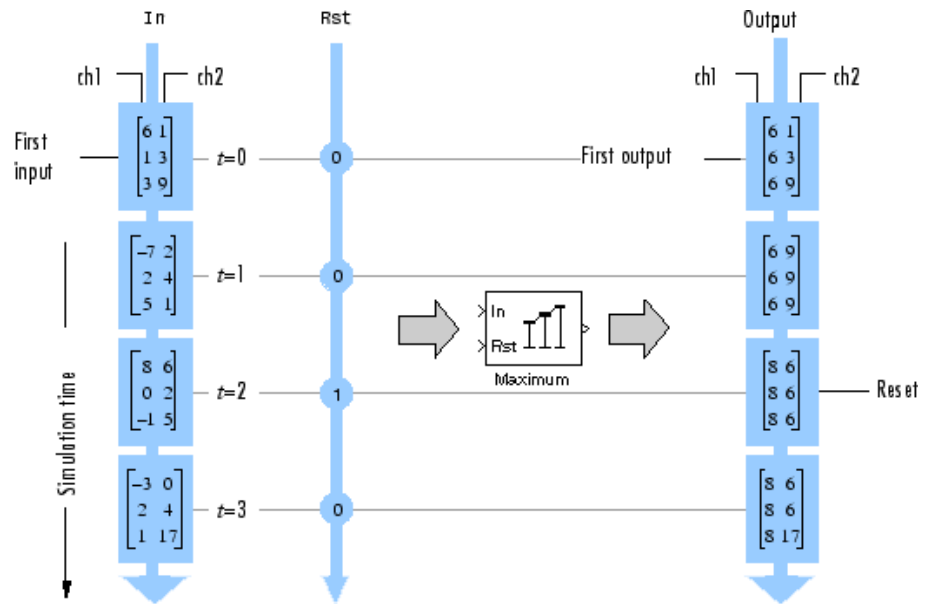 In Rst Output
ch1 ch2 ch1 ch2
First input
6 1
1 3
3 9
t=0
0
First output
6 1
6 3
6 9
-7 2
2 4
5 1
t=1
0
6 9
6 9
6 9
In
Rst
Maximum
Simulation time
8 6
0 2
-1 5
t=2
1
8 6
8 6
8 6
Reset
-3 0
2 4
1 17
t=3
0
8 6
8 6
8 17